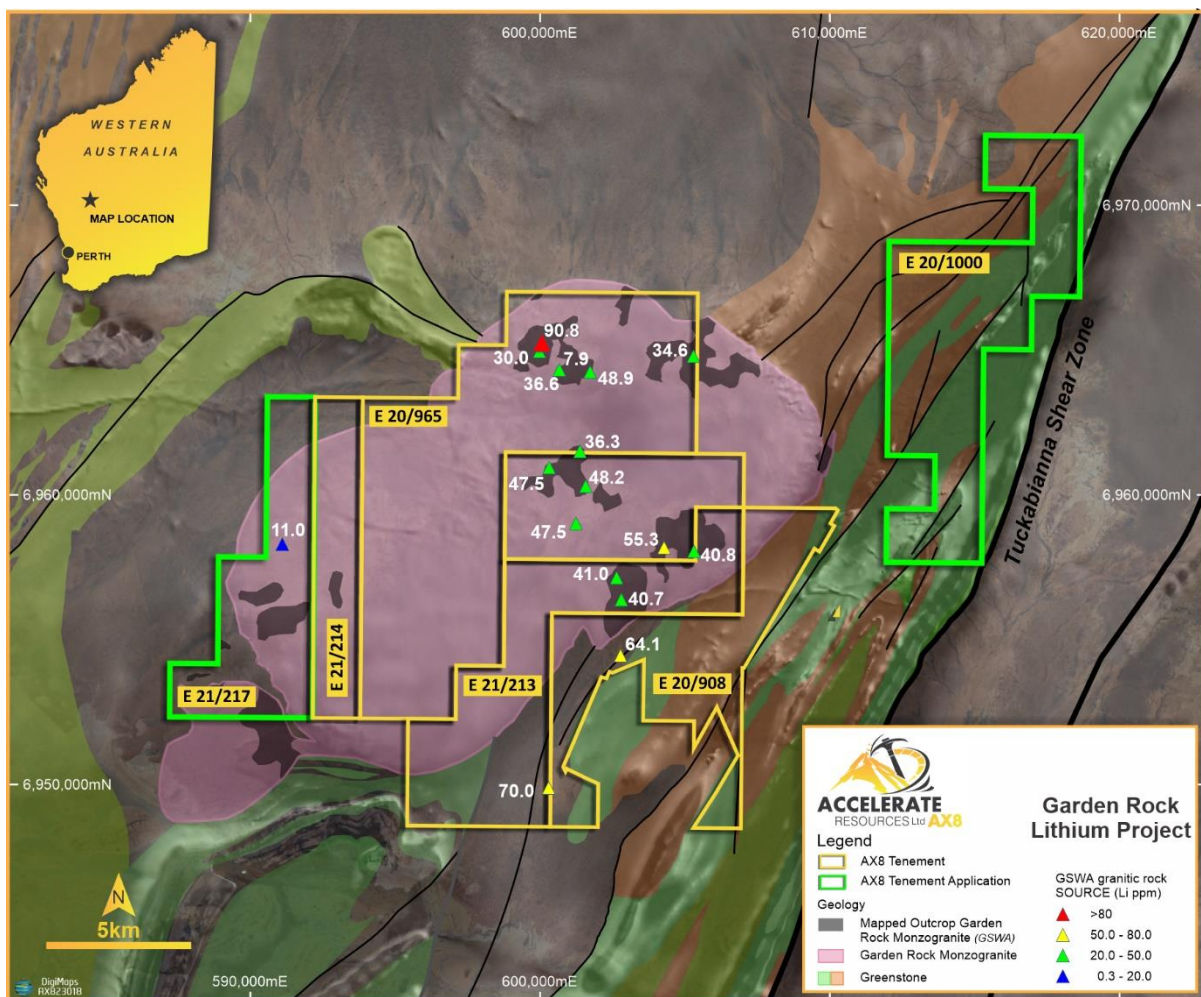 600,000mE
610,000mE
620,000mE
WESTERN
AUSTRALIA
MAP LOCATION
PERTH
6,970,000mN
6,970,000mN
E 20/1000
Tuckabianna Shear Zone
90.8
30.0
7.9
34.6
36.6
48.9
E 20/965
36.3
47.5
48.2
6,960,000mN
6,960,000mN
11.0
47.5
55.3
40.8
41.0
40.7
64.1
E 21/214
E 21/217
E 21/213
E 20/908
6,950,000mN
70.0
N
5km
590,000mE
600,000mE
DigiMaps
AX823018
ACCELERATE
RESOURCES Ltd AX8
Garden Rock
Lithium Project
Legend
AX8 Tenement
AX8 Tenement Application
Geology
Mapped Outcrop Garden
Rock Monzogranite (GSWA)
Garden Rock Monzogranite
Greenstone
GSWA granitic rock
SOURCE (Li ppm)
>80
50.0 - 80.0
20.0 - 50.0
0.3 - 20.0